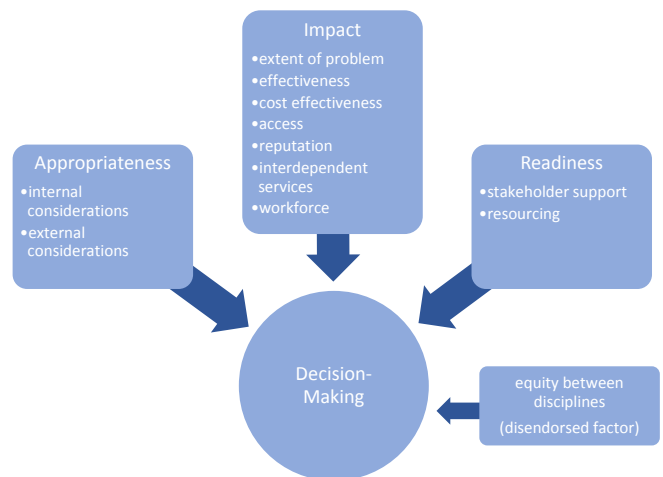 Impact
•extent of problem
•effectiveness
•cost effectiveness
•access
•reputation
•interdependent
services
•workforce
Appropriateness
•internal
considerations
•external
considerations
Readiness
•stakeholder support
•resourcing
Decision-
Making
equity between
disciplines
(disendorsed factor)